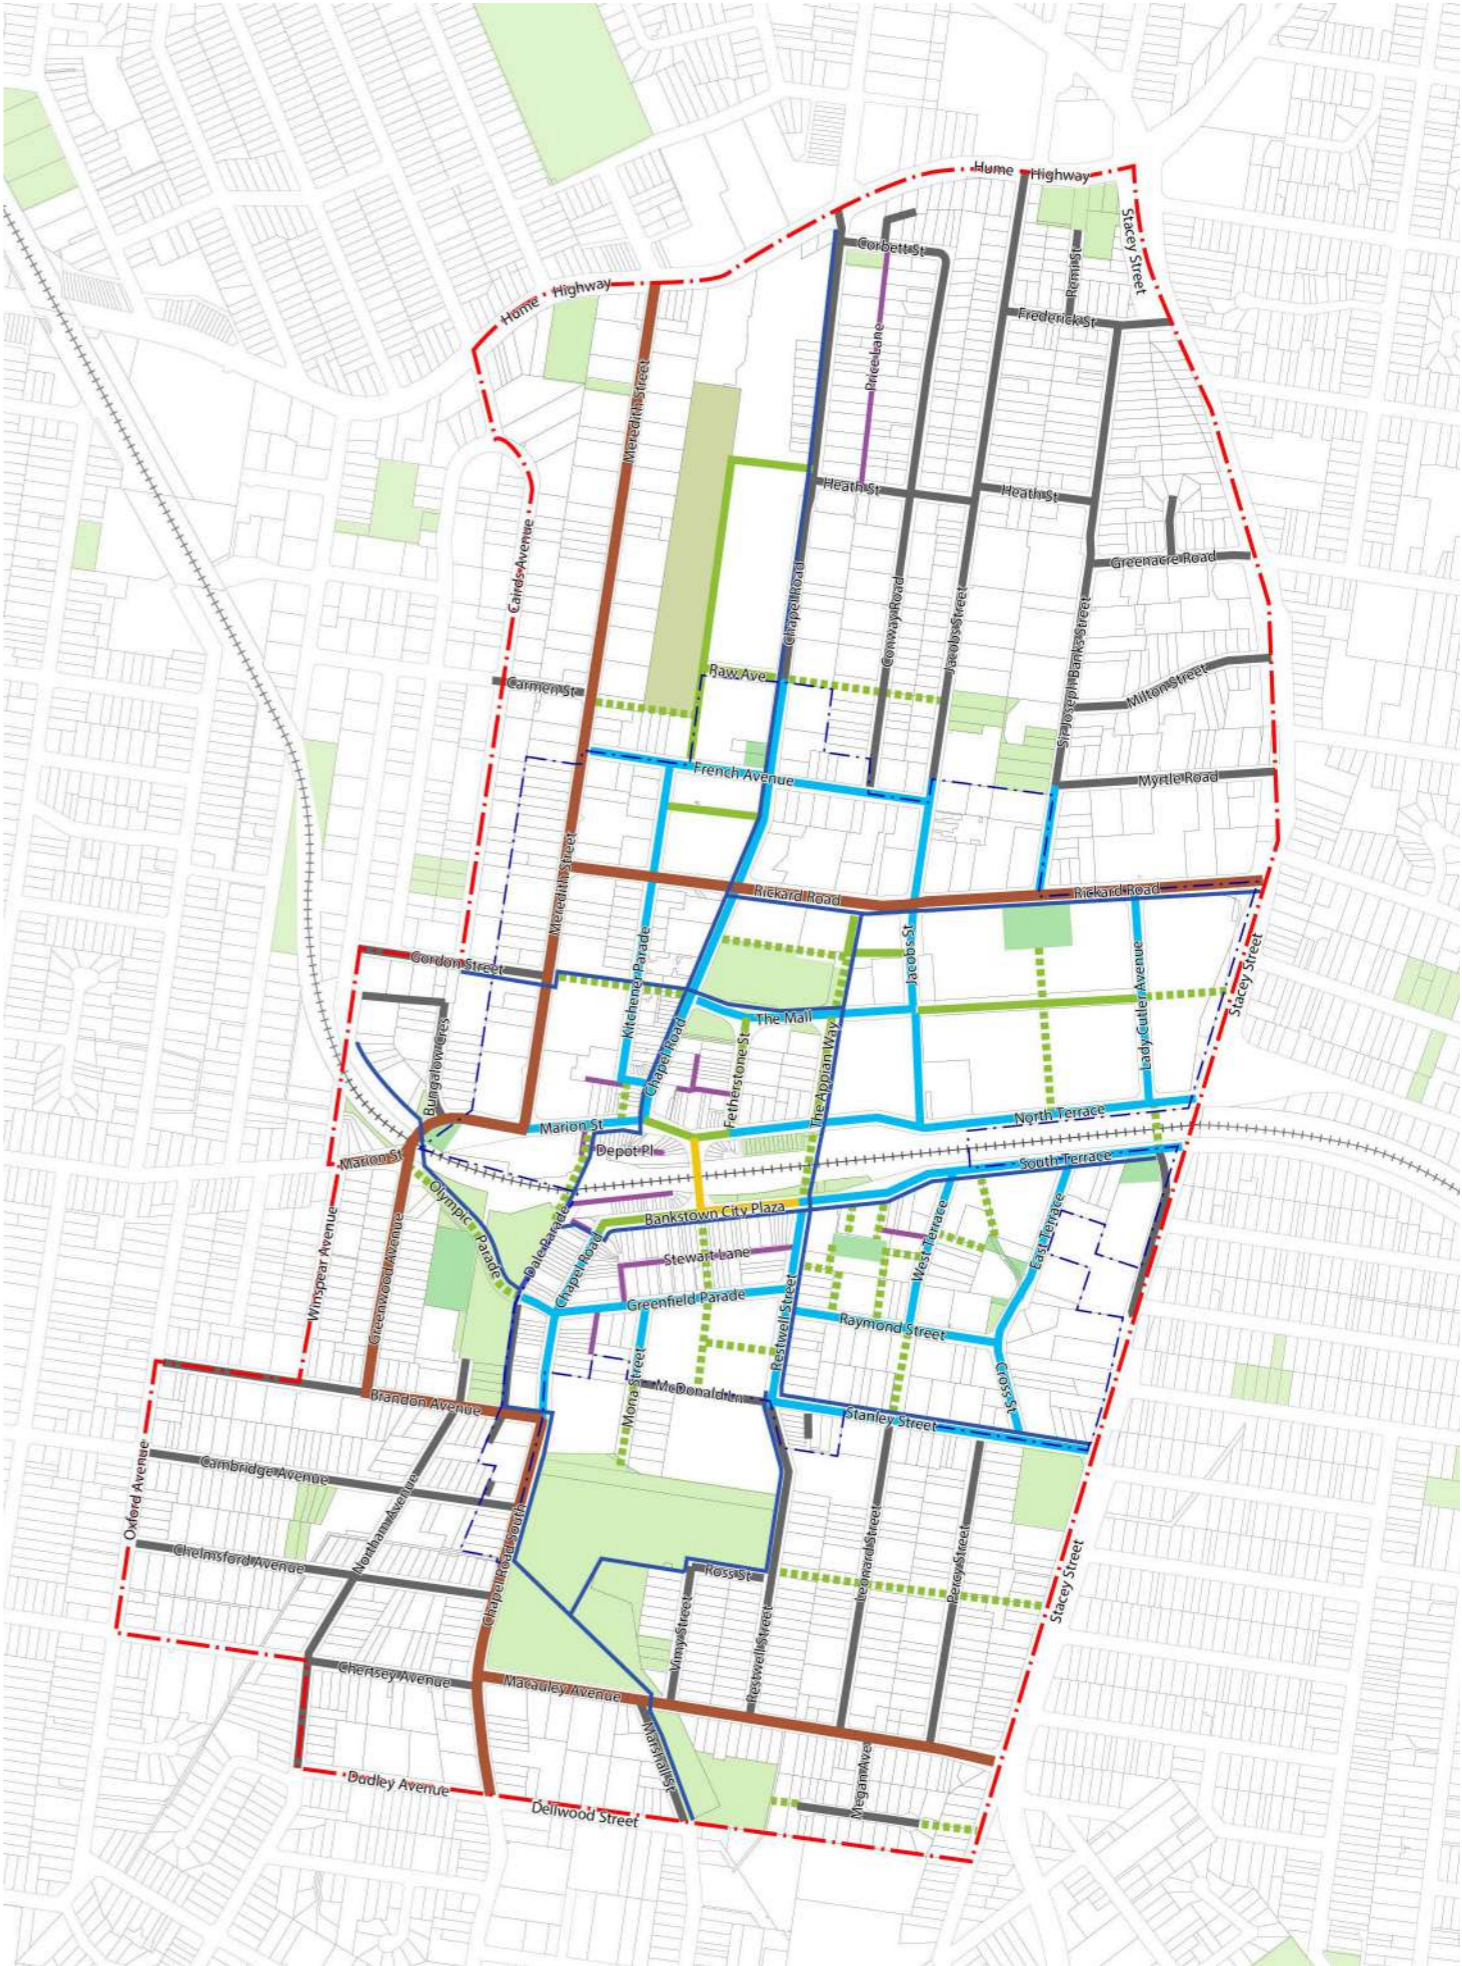 Hume Highway
Stacey Street
Corbett St
Remi St
Hume Highway
Frederick St
Price Lane
Meredith Street
Heath St
Heath St
Cairds Avenue
Greenacre Road
Chapel Road
Conway Road
Jacobs Street
Sir Joseph Banks Street
Raw Ave
Carmen St
Milton Street
French Avenue
Myrtle Road
Meredith Street
Rickard Road
Rickard Road
Gordon Street
Kitchener Parade
Jacobs St
Stacey Street
Lady Cutler Avenue
The Mall
Bungalow Cres
Chapel Road
Fetherstone St
The Appian Way
North Terrace
Marion St
Depot Pl
Marion St
South Terrace
Olympic Parade
Bankstown City Plaza
Dale Parade
Chapel Road
Stewart Lane
West Terrace
East Terrace
Winspear Avenue
Greenwood Avenue
Greenfield Parade
Restwell Street
Raymond Street
Cross St
Mona Street
McDonald Ln
Brandon Avenue
Stanley Street
Oxford Avenue
Cambridge Avenue
Northam Avenue
Chapel Road South
Chelmsford Avenue
Ross St
Leonard Street
Percy Street
Stacey Street
Vimy Street
Restwell Street
Chertsey Avenue
Macauley Avenue
Marshall St
Megan Ave
Dudley Avenue
Dellwood Street